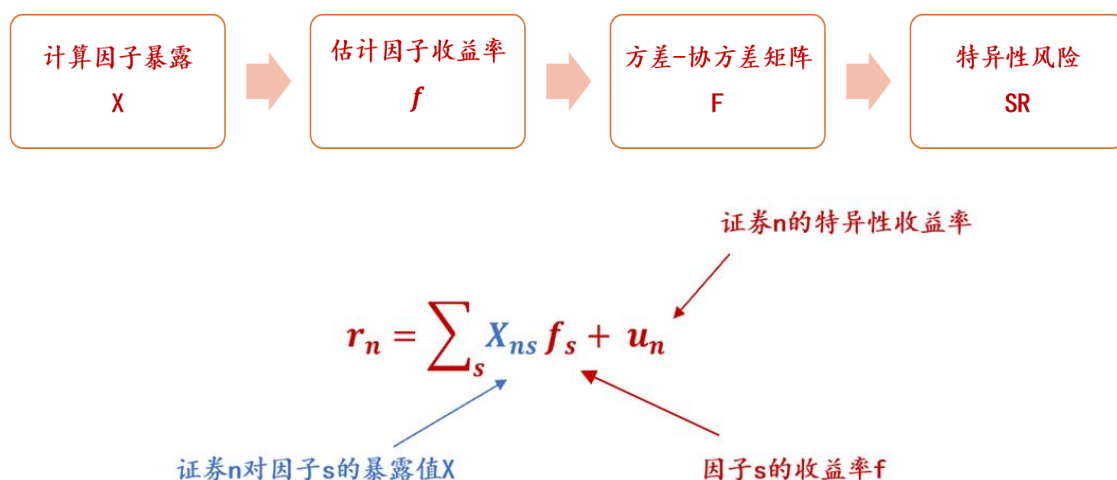 计算因子暴露
X
估计因子收益率
f
方差-协方差矩阵
F
特异性风险
SR
证券n的特异性收益率
r_n = ∑_s X_{ns} f_s + u_n
证券n对因子s的暴露值X
因子s的收益率f